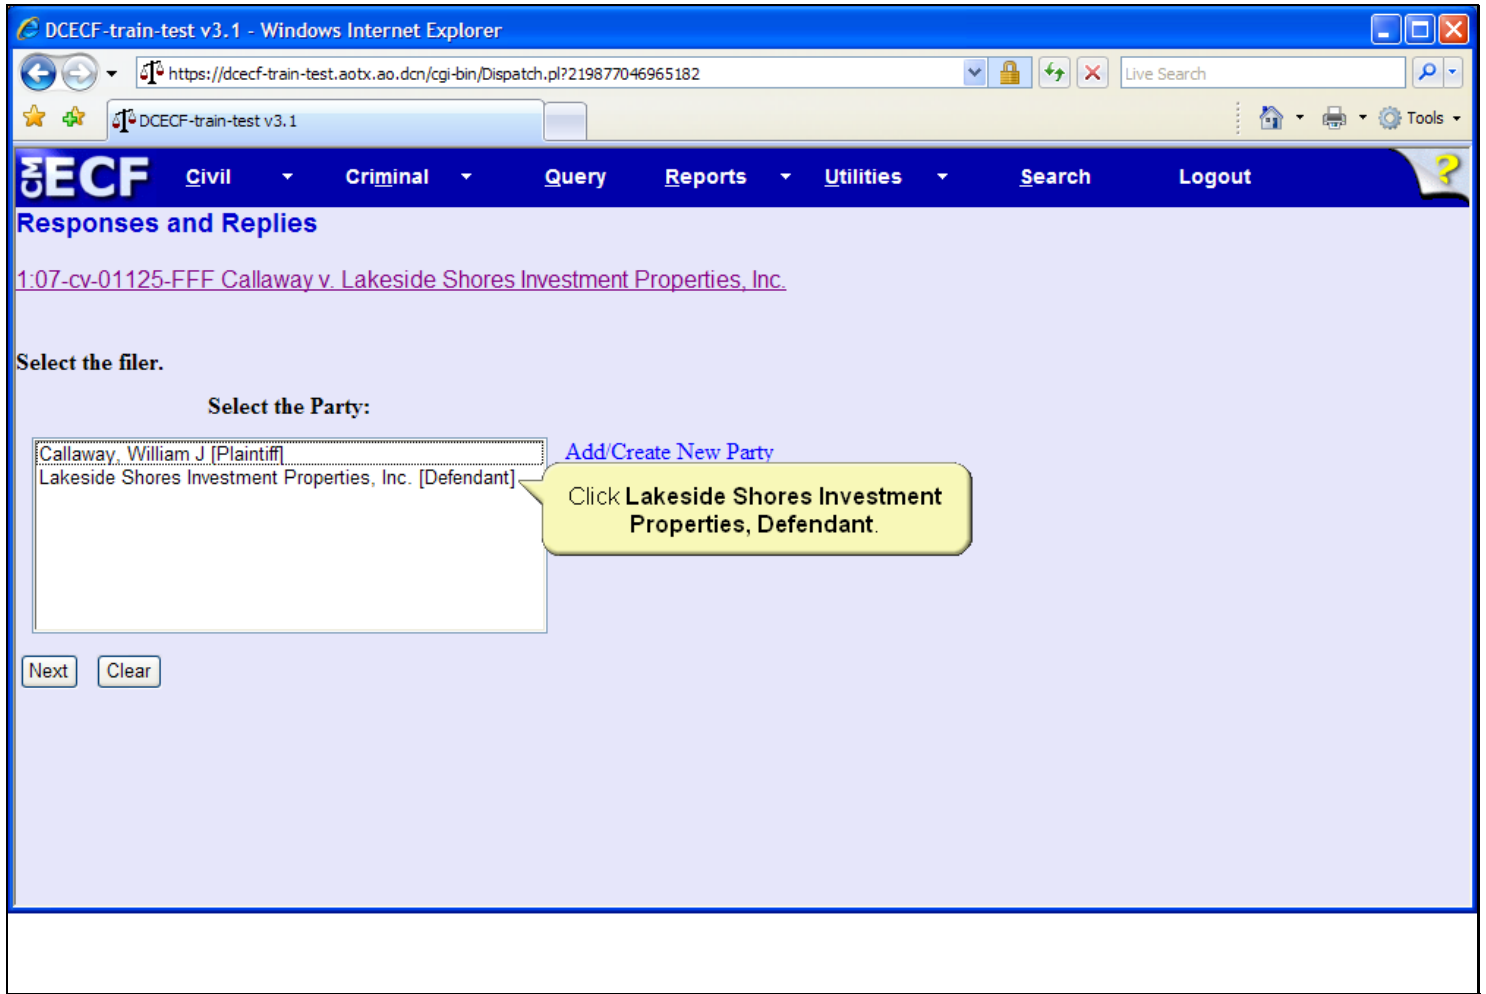 DCECF-train-test v3.1 - Windows Internet Explorer
https://dcecf-train-test.aotx.ao.dcn/cgi-bin/Dispatch.pl?219877046965182
Live Search
DCECF-train-test v3.1
Tools
CM ECF Civil Criminal Query Reports Utilities Search Logout ?
Responses and Replies
1:07-cv-01125-FFF Callaway v. Lakeside Shores Investment Properties, Inc.
Select the filer.
Select the Party:
Callaway, William J [Plaintiff]
Add/Create New Party
Lakeside Shores Investment Properties, Inc. [Defendant]
Click Lakeside Shores Investment
Properties, Defendant.
Next Clear